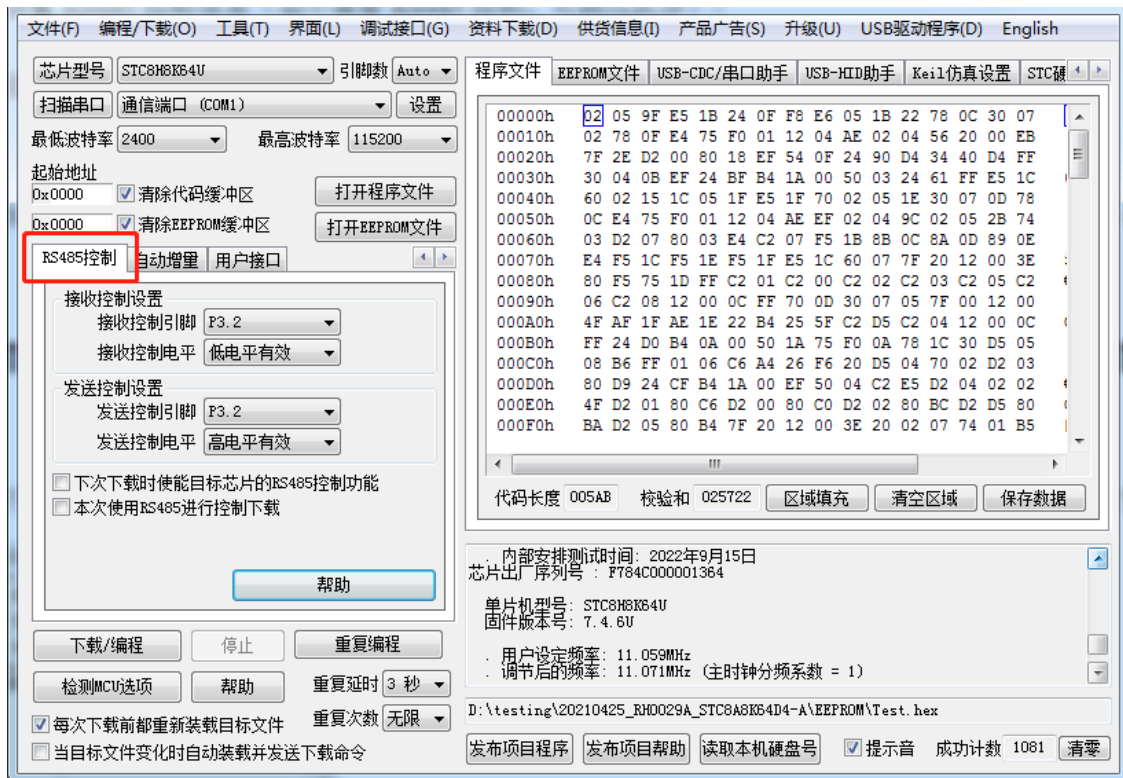 文件(F) 编程/下载(O) 工具(T) 界面(L) 调试接口(G) 资料下载(D) 供货信息(I) 产品广告(S) 升级(U) USB驱动程序(D) English
芯片型号 STC8H8K64U 引脚数 Auto
扫描串口 通信端口 (COM1) 设置
最低波特率 2400 最高波特率 115200
起始地址
0x0000 清除代码缓冲区 打开程序文件
0x0000 清除EEPROM缓冲区 打开EEPROM文件
RS485控制 自动增量 用户接口
接收控制设置
接收控制引脚 P3.2
接收控制电平 低电平有效
发送控制设置
发送控制引脚 P3.2
发送控制电平 高电平有效
下次下载时使能目标芯片的RS485控制功能
本次使用RS485进行控制下载
帮助
下载/编程 停止 重复编程
检测MCU选项 帮助 重复延时 3 秒
每次下载前都重新装载目标文件 重复次数 无限
当目标文件变化时自动装载并发送下载命令
程序文件 EEPROM文件 USB-CDC/串口助手 USB-HID助手 Keil仿真设置 STC硬
00000h 02 05 9F E5 1B 24 0F F8 E6 05 1B 22 78 0C 30 07
00010h 02 78 0F E4 75 F0 01 12 04 AE 02 04 56 20 00 EB
00020h 7F 2E D2 00 80 18 EF 54 0F 24 90 D4 34 40 D4 FF
00030h 30 04 0B EF 24 BF B4 1A 00 50 03 24 61 FF E5 1C
00040h 60 02 15 1C 05 1F E5 1F 70 02 05 1E 30 07 0D 78
00050h 0C E4 75 F0 01 12 04 AE EF 02 04 9C 02 05 2B 74
00060h 03 D2 07 80 03 E4 C2 07 F5 1B 8B 0C 8A 0D 89 0E
00070h E4 F5 1C F5 1E F5 1F E5 1C 60 07 7F 20 12 00 3E
00080h 80 F5 75 1D FF C2 01 C2 00 C2 02 C2 03 C2 05 C2
00090h 06 C2 08 12 00 0C FF 70 0D 30 07 05 7F 00 12 00
000A0h 4F AF 1F AE 1E 22 B4 25 5F C2 D5 C2 04 12 00 0C
000B0h FF 24 D0 B4 0A 00 50 1A 75 F0 0A 78 1C 30 D5 05
000C0h 08 B6 FF 01 06 C6 A4 26 F6 20 D5 04 70 02 D2 03
000D0h 80 D9 24 CF B4 1A 00 EF 50 04 C2 E5 D2 04 02 02
000E0h 4F D2 01 80 C6 D2 00 80 C0 D2 02 80 BC D2 D5 80
000F0h BA D2 05 80 B4 7F 20 12 00 3E 20 02 07 74 01 B5
代码长度 005AB 校验和 025722 区域填充 清空区域 保存数据
. 内部安排测试时间: 2022年9月15日
芯片出厂序列号 : F784C000001364
单片机型号: STC8H8K64U
固件版本号: 7.4.6U
. 用户设定频率: 11.059MHz
. 调节后的频率: 11.071MHz (主时钟分频系数 = 1)
D:\testing\20210425_RH0029A_STC8A8K64D4-A\EEPROM\Test.hex
发布项目程序 发布项目帮助 读取本机硬盘号 提示音 成功计数 1081 清零